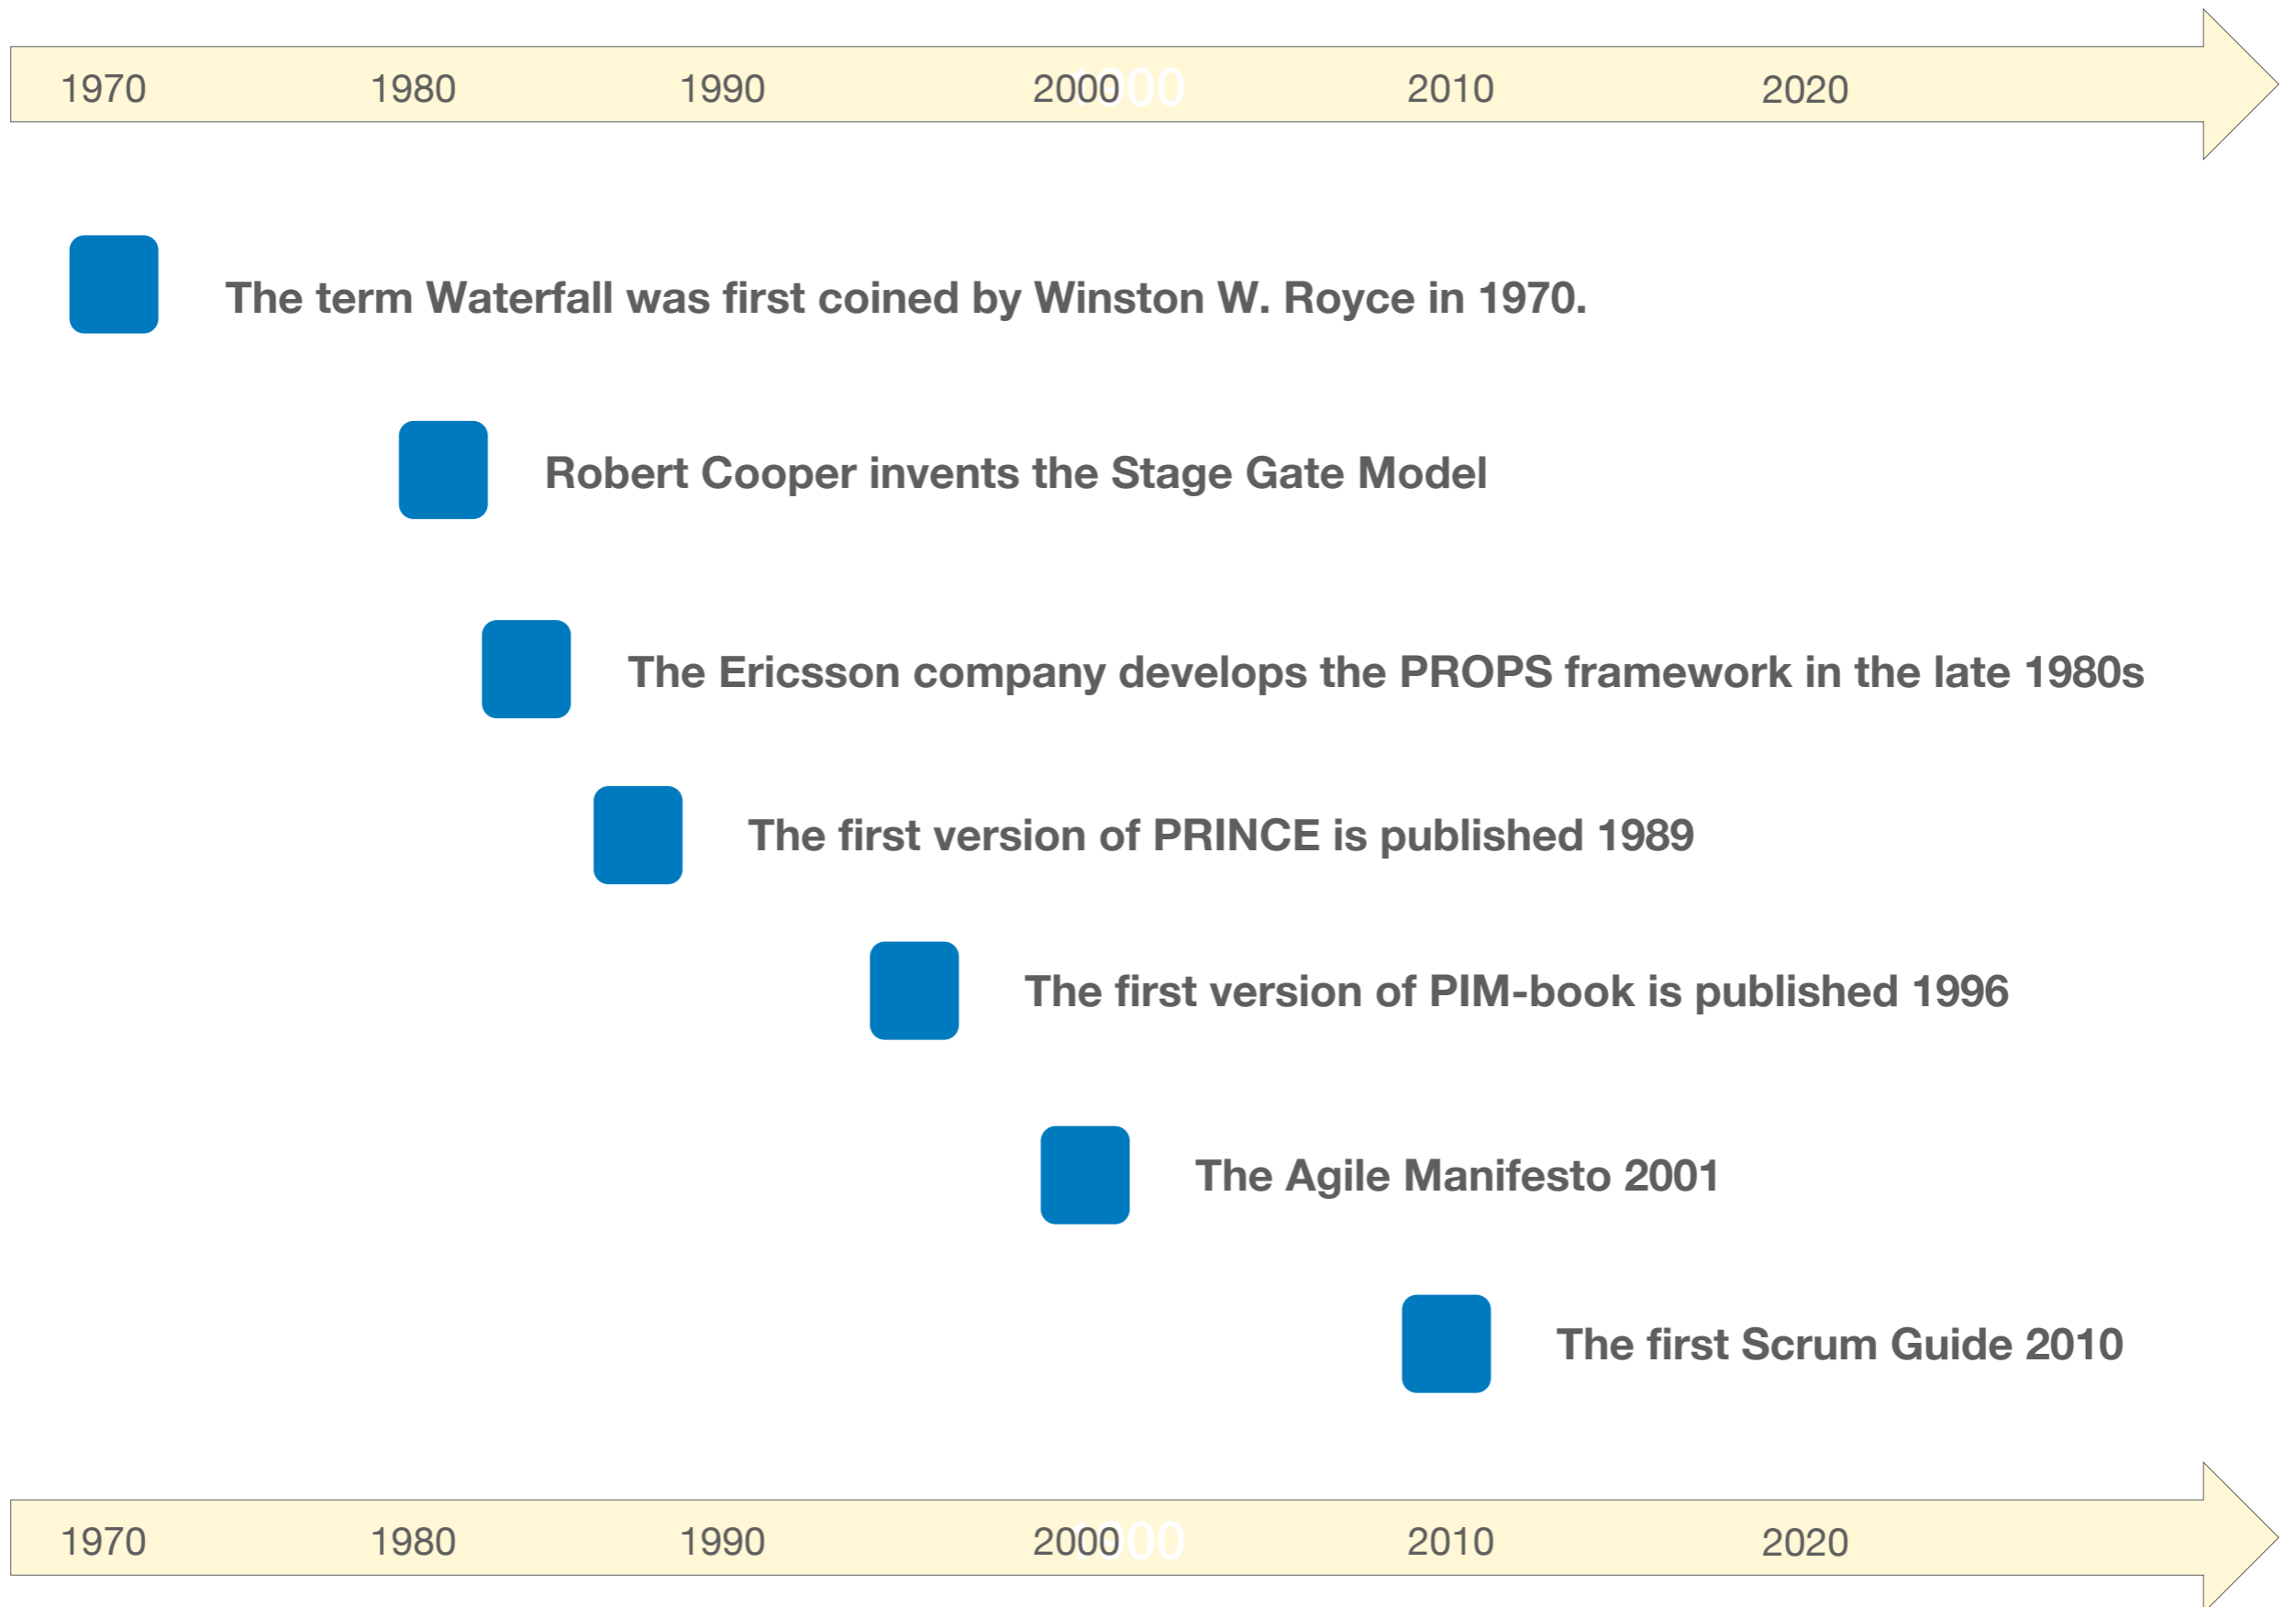 1970 1980 1990 2000 1900 2010 2020
The term Waterfall was first coined by Winston W. Royce in 1970.
Robert Cooper invents the Stage Gate Model
The Ericsson company develops the PROPS framework in the late 1980s
The first version of PRINCE is published 1989
The first version of PIM-book is published 1996
The Agile Manifesto 2001
The first Scrum Guide 2010
1970 1980 1990 2000 1900 2010 2020